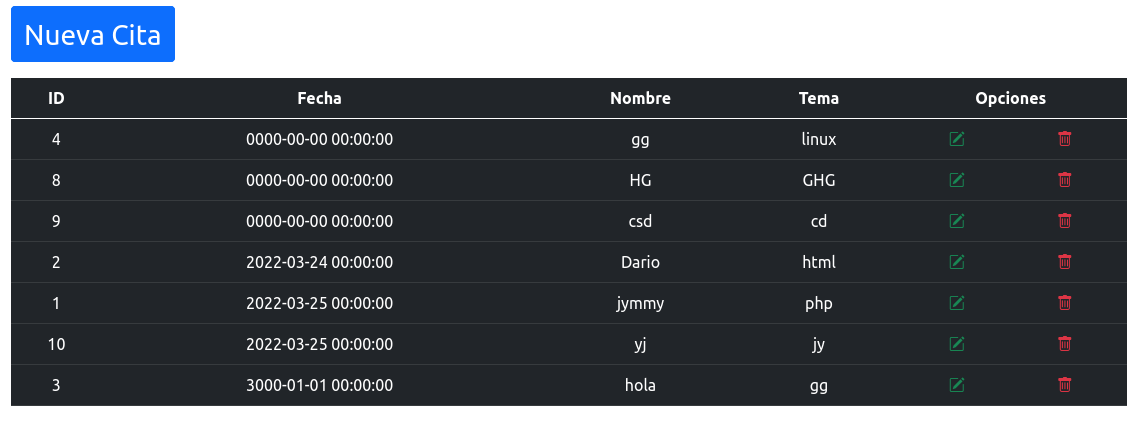 Nueva Cita
ID Fecha Nombre Tema Opciones
4 0000-00-00 00:00:00 gg linux
8 0000-00-00 00:00:00 HG GHG
9 0000-00-00 00:00:00 csd cd
2 2022-03-24 00:00:00 Dario html
1 2022-03-25 00:00:00 jymmy php
10 2022-03-25 00:00:00 yj jy
3 3000-01-01 00:00:00 hola gg